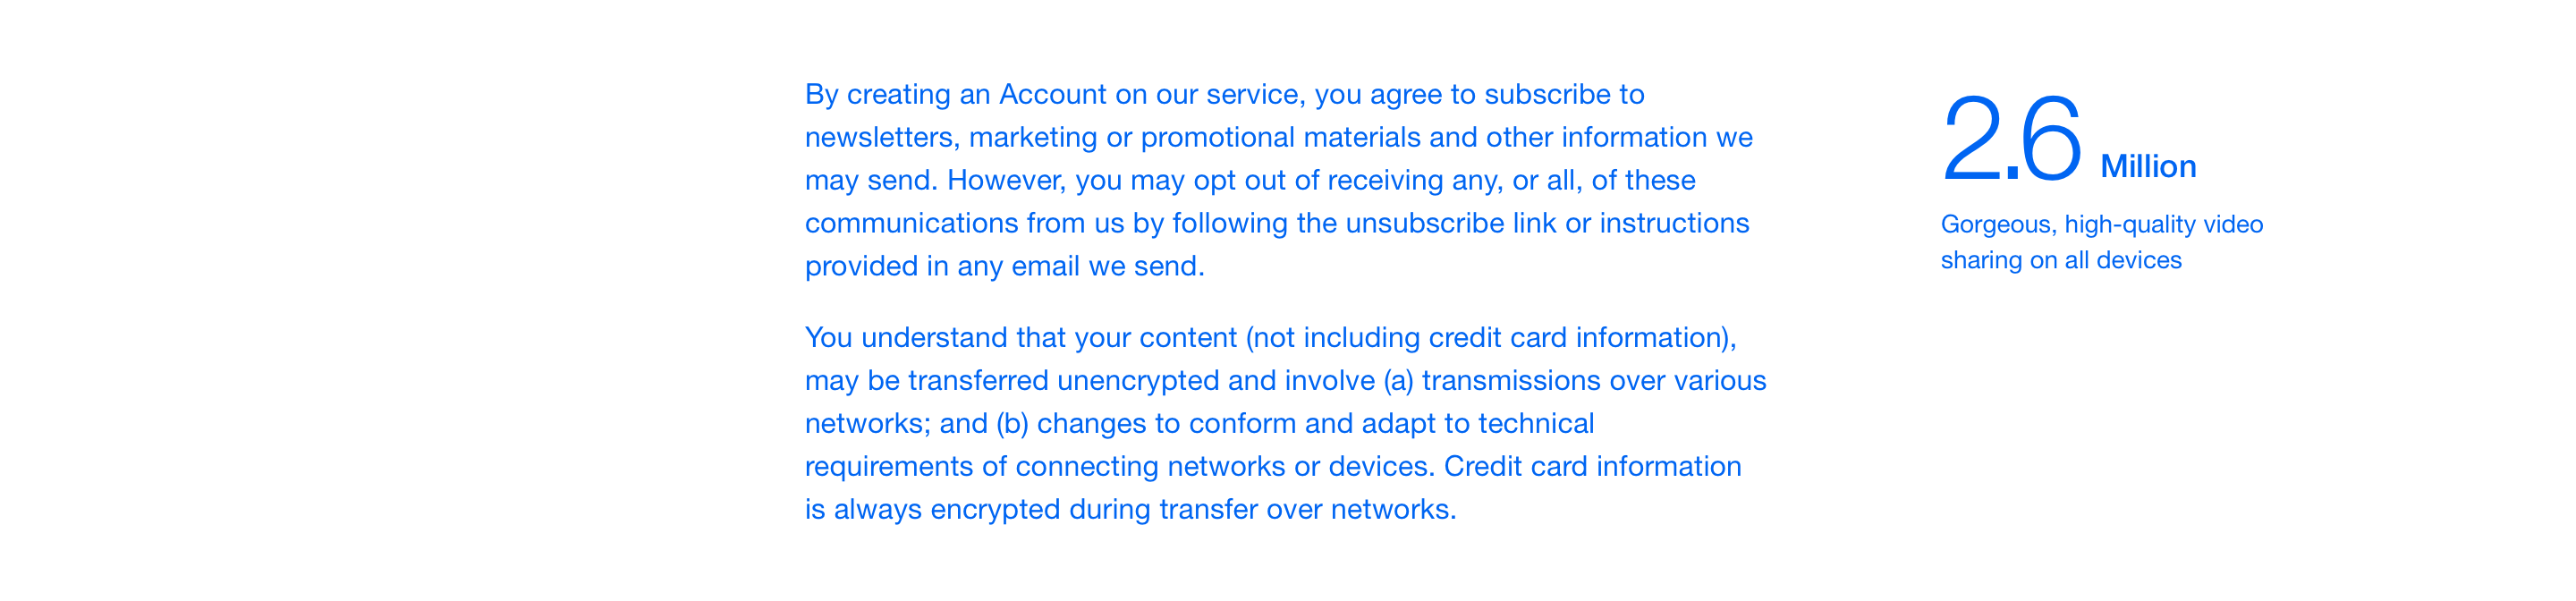 By creating an Account on our service, you agree to subscribe to
newsletters, marketing or promotional materials and other information we
may send. However, you may opt out of receiving any, or all, of these
communications from us by following the unsubscribe link or instructions
provided in any email we send.
You understand that your content (not including credit card information),
may be transferred unencrypted and involve (a) transmissions over various
networks; and (b) changes to conform and adapt to technical
requirements of connecting networks or devices. Credit card information
is always encrypted during transfer over networks.
2.6 Million
Gorgeous, high-quality video
sharing on all devices